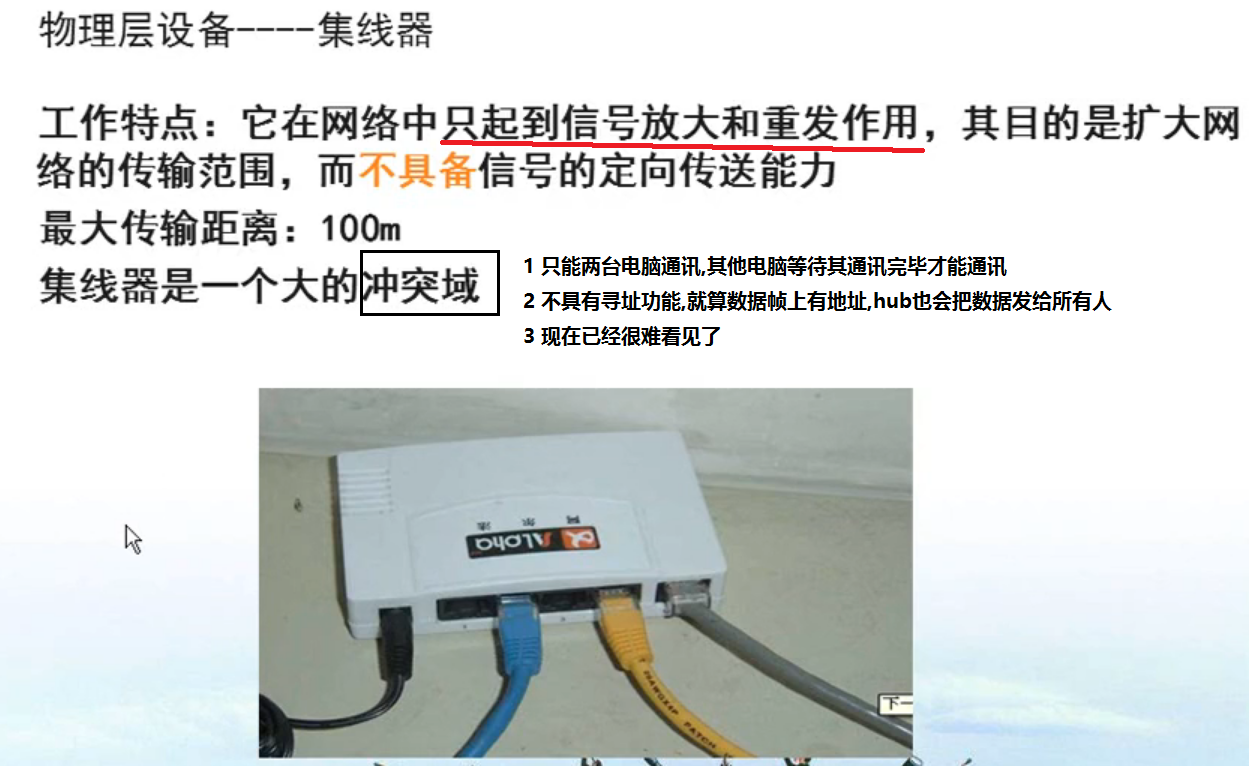 物理层设备----集线器
工作特点：它在网络中只起到信号放大和重发作用，其目的是扩大网
络的传输范围，而不具备信号的定向传送能力
最大传输距离：100m
集线器是一个大的冲突域
1 只能两台电脑通讯,其他电脑等待其通讯完毕才能通讯
2 不具有寻址功能,就算数据帧上有地址,hub也会把数据发给所有人
3 现在已经很难看见了
阿尔法
Alpha
PATCH
下一